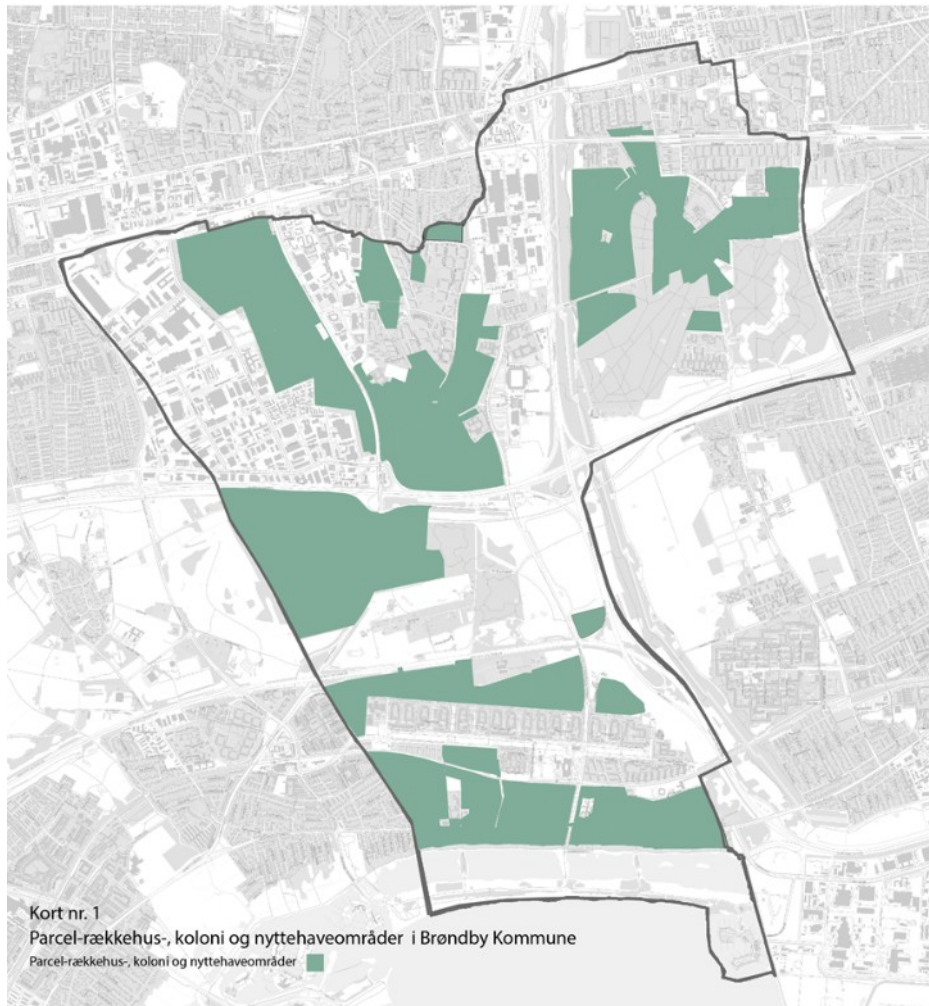 Kort nr. 1
Parcel-rækkehus-, koloni og nyttehaveområder i Brøndby Kommune
Parcel-rækkehus-, koloni og nyttehaveområder